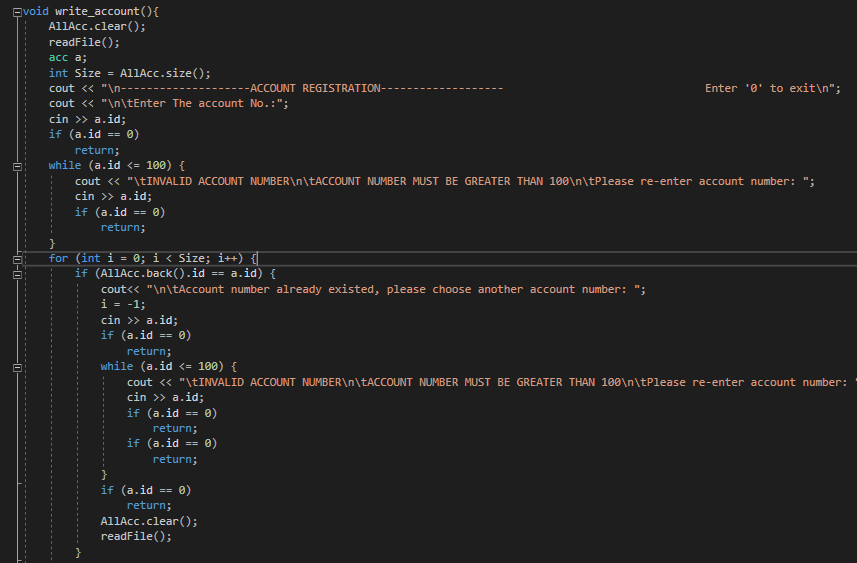 void write_account(){
AllAcc.clear();
readFile();
acc a;
int Size = AllAcc.size();
cout << "\n--------------------ACCOUNT REGISTRATION------------------- Enter '0' to exit\n";
cout << "\n\tEnter The account No.:";
cin >> a.id;
if (a.id == 0)
return;
while (a.id <= 100) {
cout << "\tINVALID ACCOUNT NUMBER\n\tACCOUNT NUMBER MUST BE GREATER THAN 100\n\tPlease re-enter account number: ";
cin >> a.id;
if (a.id == 0)
return;
}
for (int i = 0; i < Size; i++) {
if (AllAcc.back().id == a.id) {
cout<< "\n\tAccount number already existed, please choose another account number: ";
i = -1;
cin >> a.id;
if (a.id == 0)
return;
while (a.id <= 100) {
cout << "\tINVALID ACCOUNT NUMBER\n\tACCOUNT NUMBER MUST BE GREATER THAN 100\n\tPlease re-enter account number: "
cin >> a.id;
if (a.id == 0)
return;
if (a.id == 0)
return;
}
if (a.id == 0)
return;
AllAcc.clear();
readFile();
}